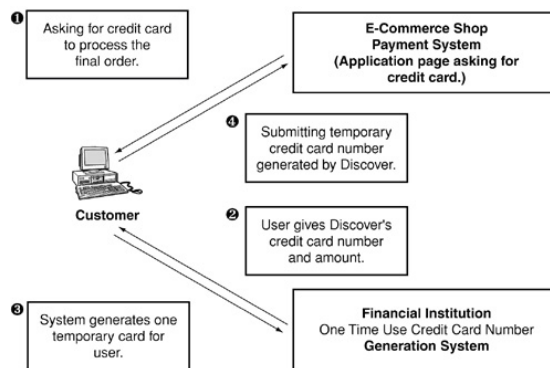 ❶
Asking for credit card
to process the
final order.
E-Commerce Shop
Payment System
(Application page asking for
credit card.)
❹
Submitting temporary
credit card number
generated by Discover.
Customer
❷
User gives Discover's
credit card number
and amount.
❸
System generates one
temporary card for
user.
Financial Institution
One Time Use Credit Card Number
Generation System